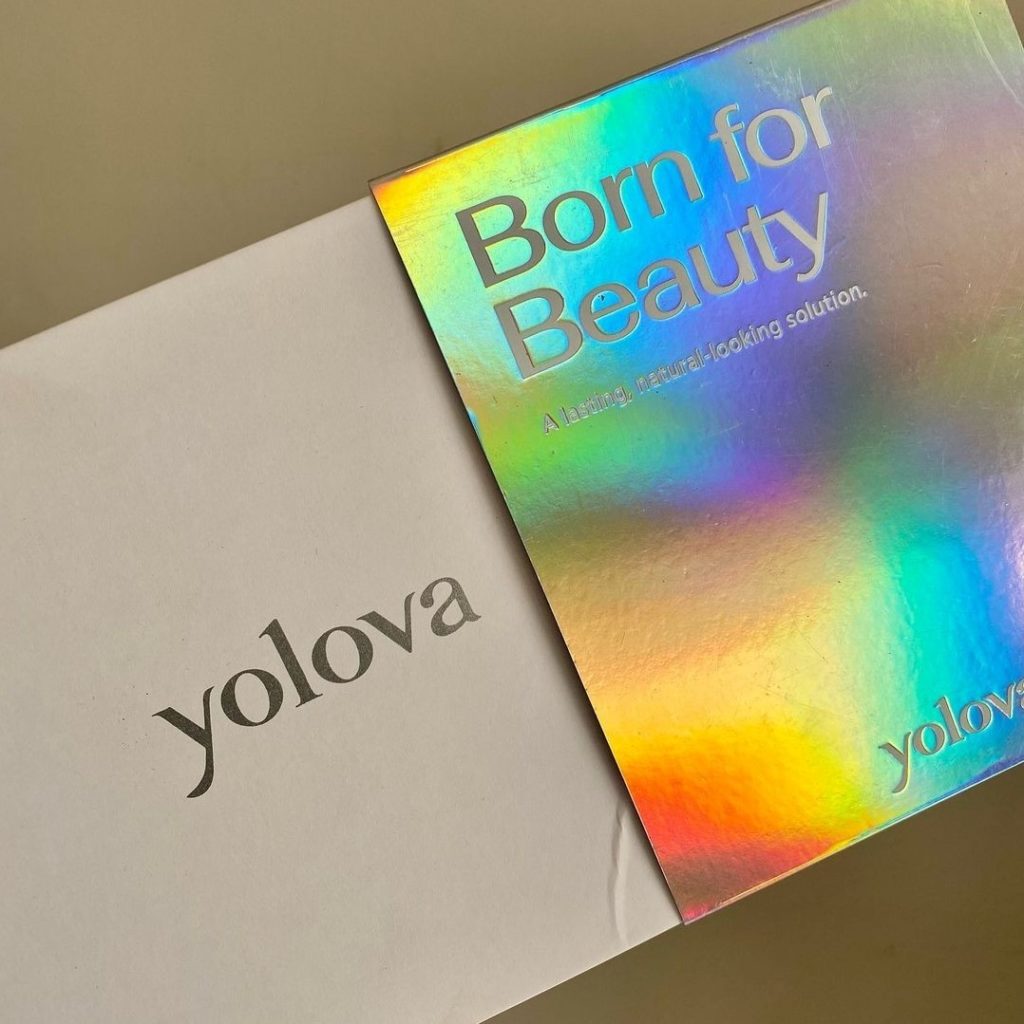 Born for
Beauty
A lasting, natural-looking solution.
yolova
yolova